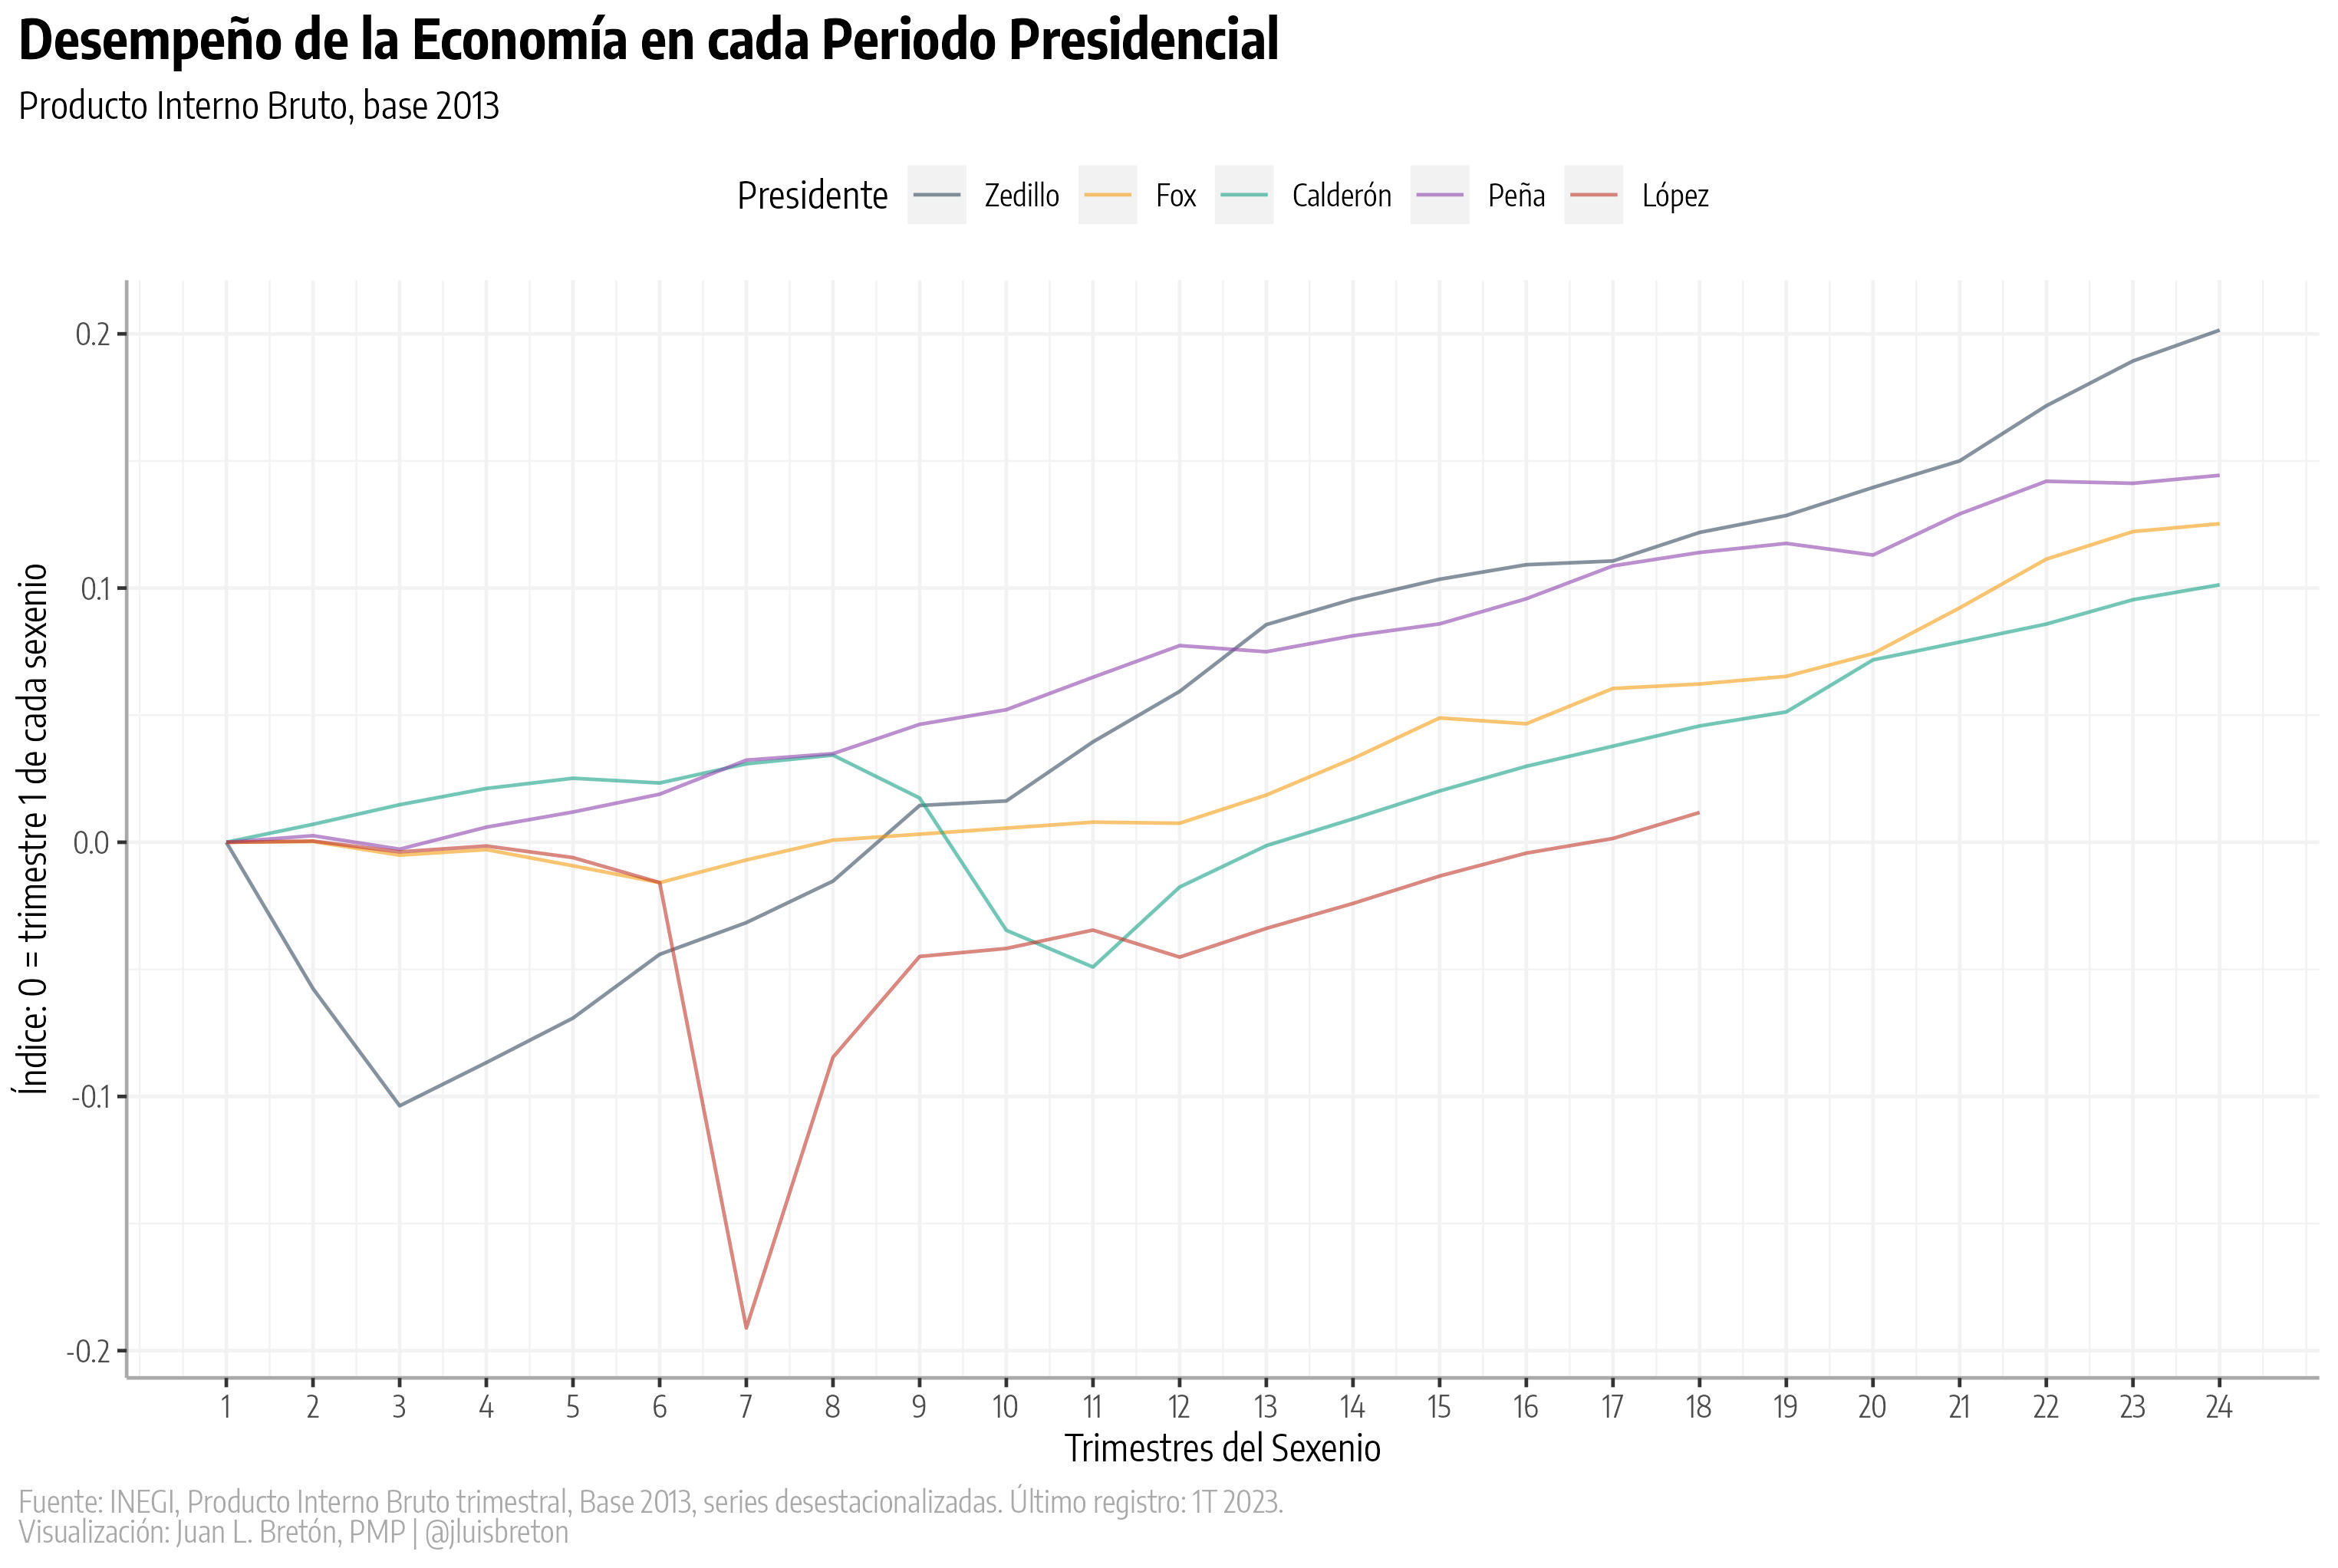 Desempeño de la Economía en cada Periodo Presidencial
Producto Interno Bruto, base 2013
Presidente Zedillo Fox Calderón Peña López
Índice: 0 = trimestre 1 de cada sexenio
0.2
0.1
0.0
-0.1
-0.2
1 2 3 4 5 6 7 8 9 10 11 12 13 14 15 16 17 18 19 20 21 22 23 24
Trimestres del Sexenio
Fuente: INEGI, Producto Interno Bruto trimestral, Base 2013, series desestacionalizadas. Último registro: 1T 2023.
Visualización: Juan L. Bretón, PMP | @jluisbreton